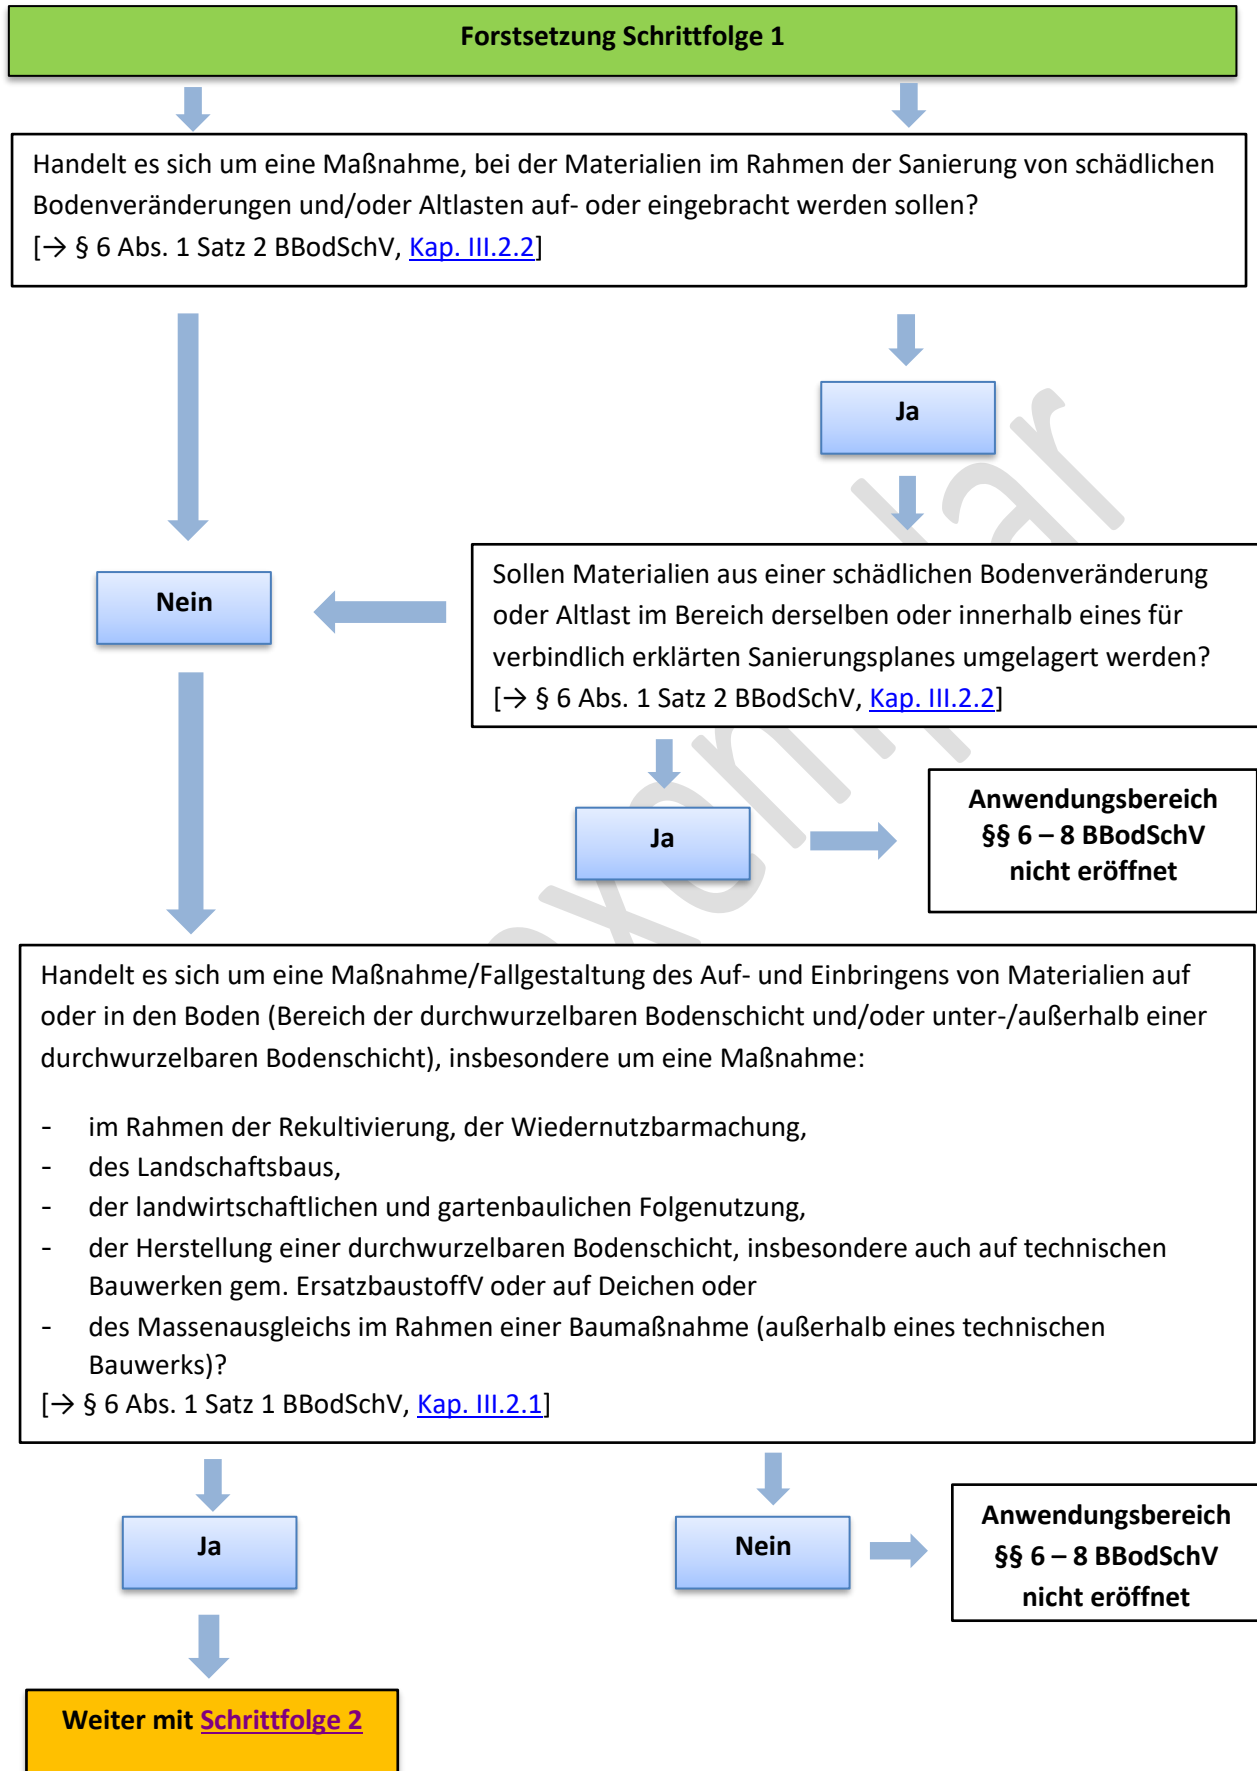 Forstsetzung Schrittfolge 1
Handelt es sich um eine Maßnahme, bei der Materialien im Rahmen der Sanierung von schädlichen
Bodenveränderungen und/oder Altlasten auf- oder eingebracht werden sollen?
[→ § 6 Abs. 1 Satz 2 BBodSchV, Kap. III.2.2]
Ja
Nein
Sollen Materialien aus einer schädlichen Bodenveränderung
oder Altlast im Bereich derselben oder innerhalb eines für
verbindlich erklärten Sanierungsplanes umgelagert werden?
[→ § 6 Abs. 1 Satz 2 BBodSchV, Kap. III.2.2]
Ja
Anwendungsbereich
§§ 6 – 8 BBodSchV
nicht eröffnet
Handelt es sich um eine Maßnahme/Fallgestaltung des Auf- und Einbringens von Materialien auf
oder in den Boden (Bereich der durchwurzelbaren Bodenschicht und/oder unter-/außerhalb einer
durchwurzelbaren Bodenschicht), insbesondere um eine Maßnahme:
- im Rahmen der Rekultivierung, der Wiedernutzbarmachung,
- des Landschaftsbaus,
- der landwirtschaftlichen und gartenbaulichen Folgenutzung,
- der Herstellung einer durchwurzelbaren Bodenschicht, insbesondere auch auf technischen
Bauwerken gem. ErsatzbaustoffV oder auf Deichen oder
- des Massenausgleichs im Rahmen einer Baumaßnahme (außerhalb eines technischen
Bauwerks)?
[→ § 6 Abs. 1 Satz 1 BBodSchV, Kap. III.2.1]
Ja
Nein
Anwendungsbereich
§§ 6 – 8 BBodSchV
nicht eröffnet
Weiter mit Schrittfolge 2